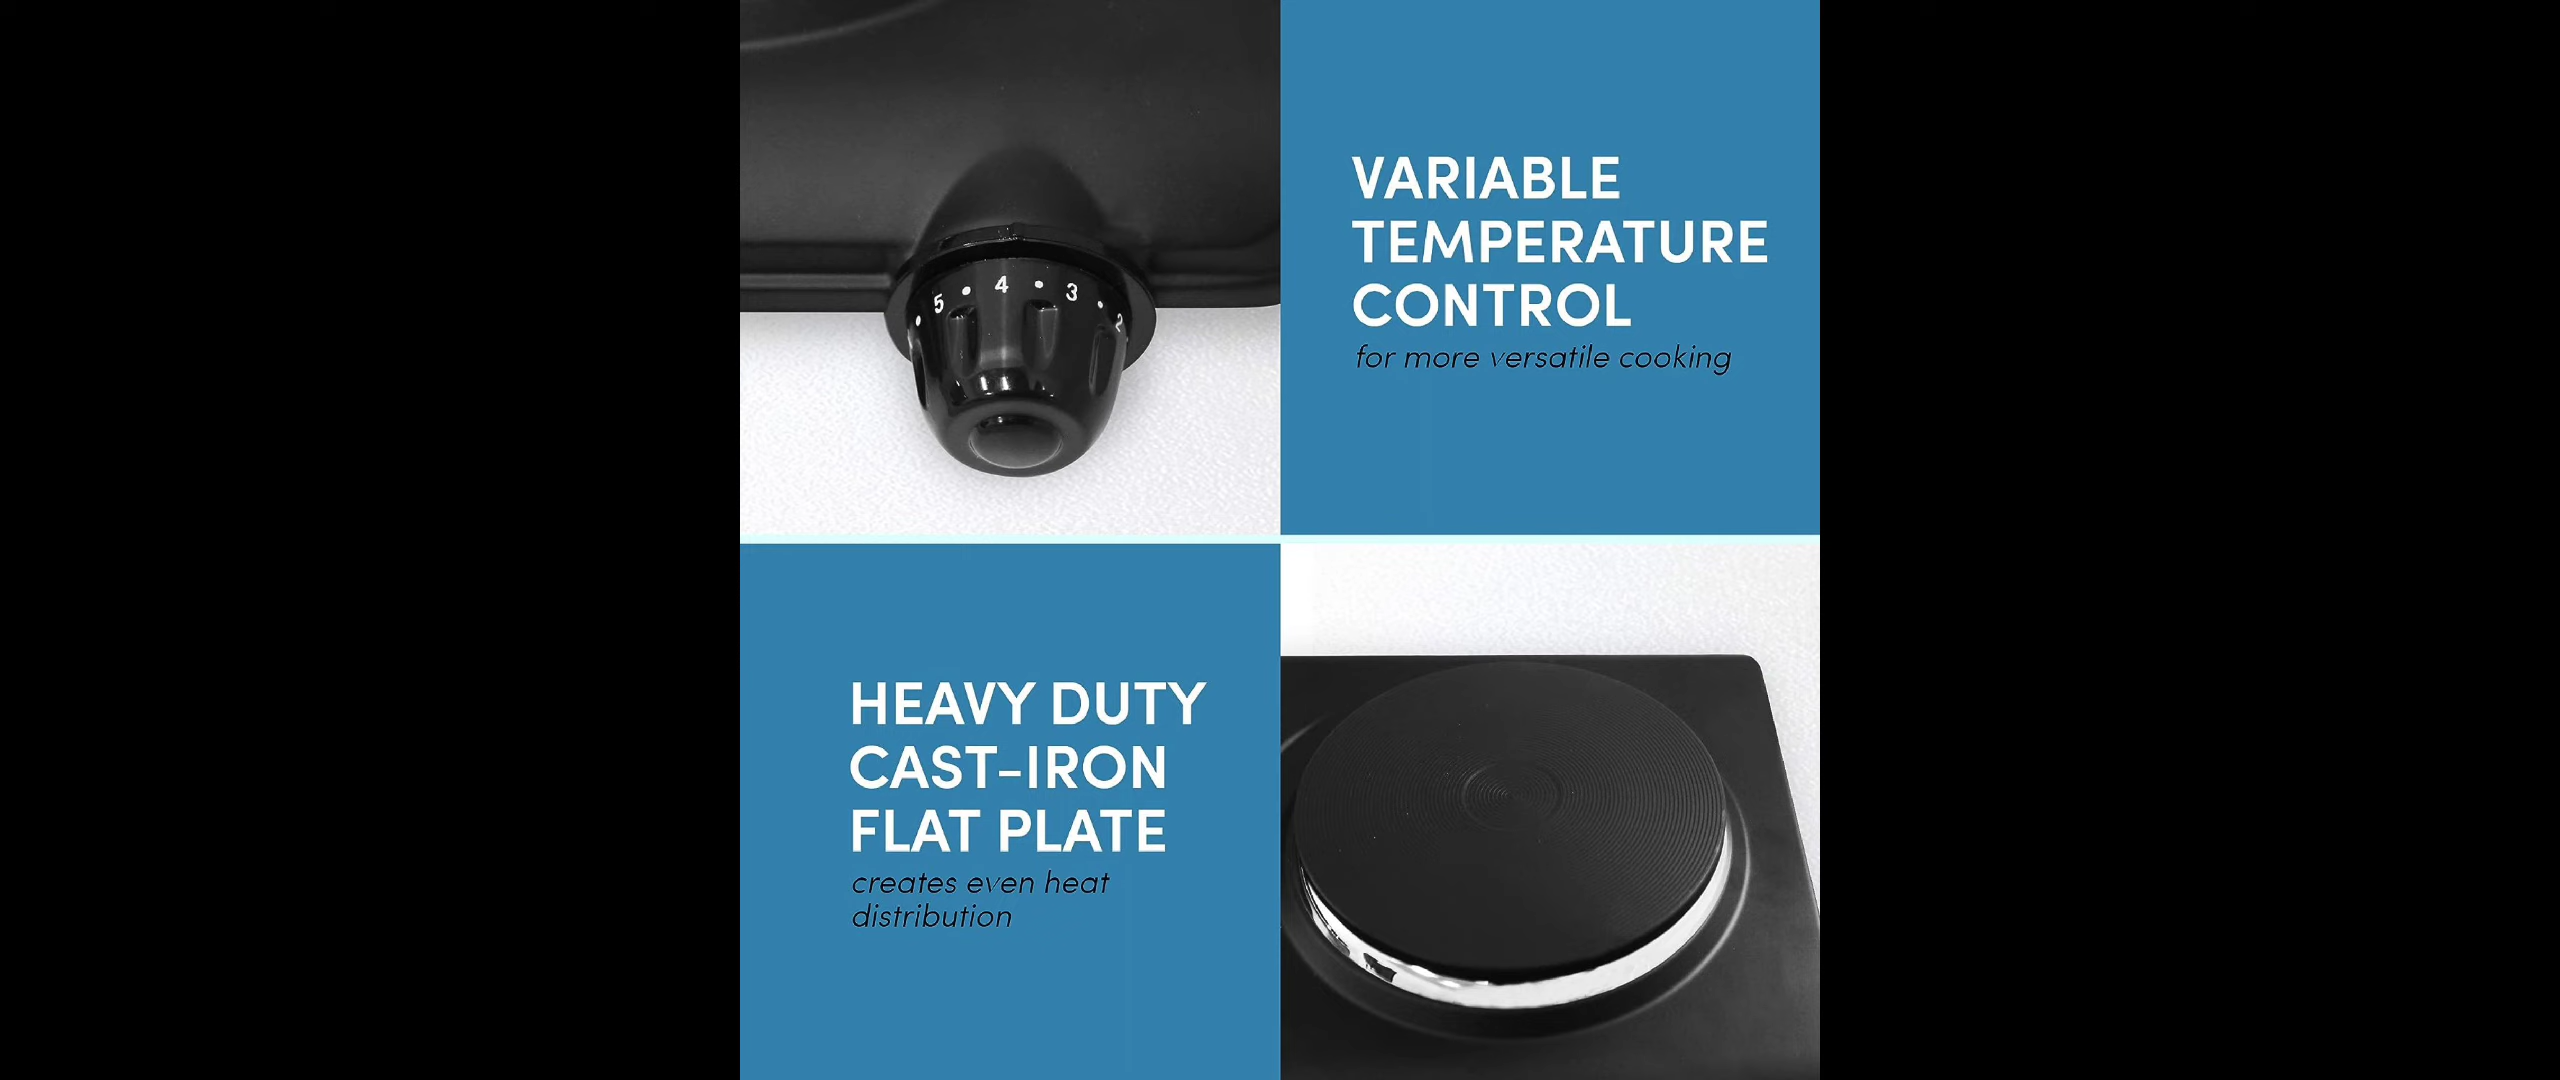 5 • 4 • 3 • 2
VARIABLE
TEMPERATURE
CONTROL
for more versatile cooking
HEAVY DUTY
CAST-IRON
FLAT PLATE
creates even heat
distribution